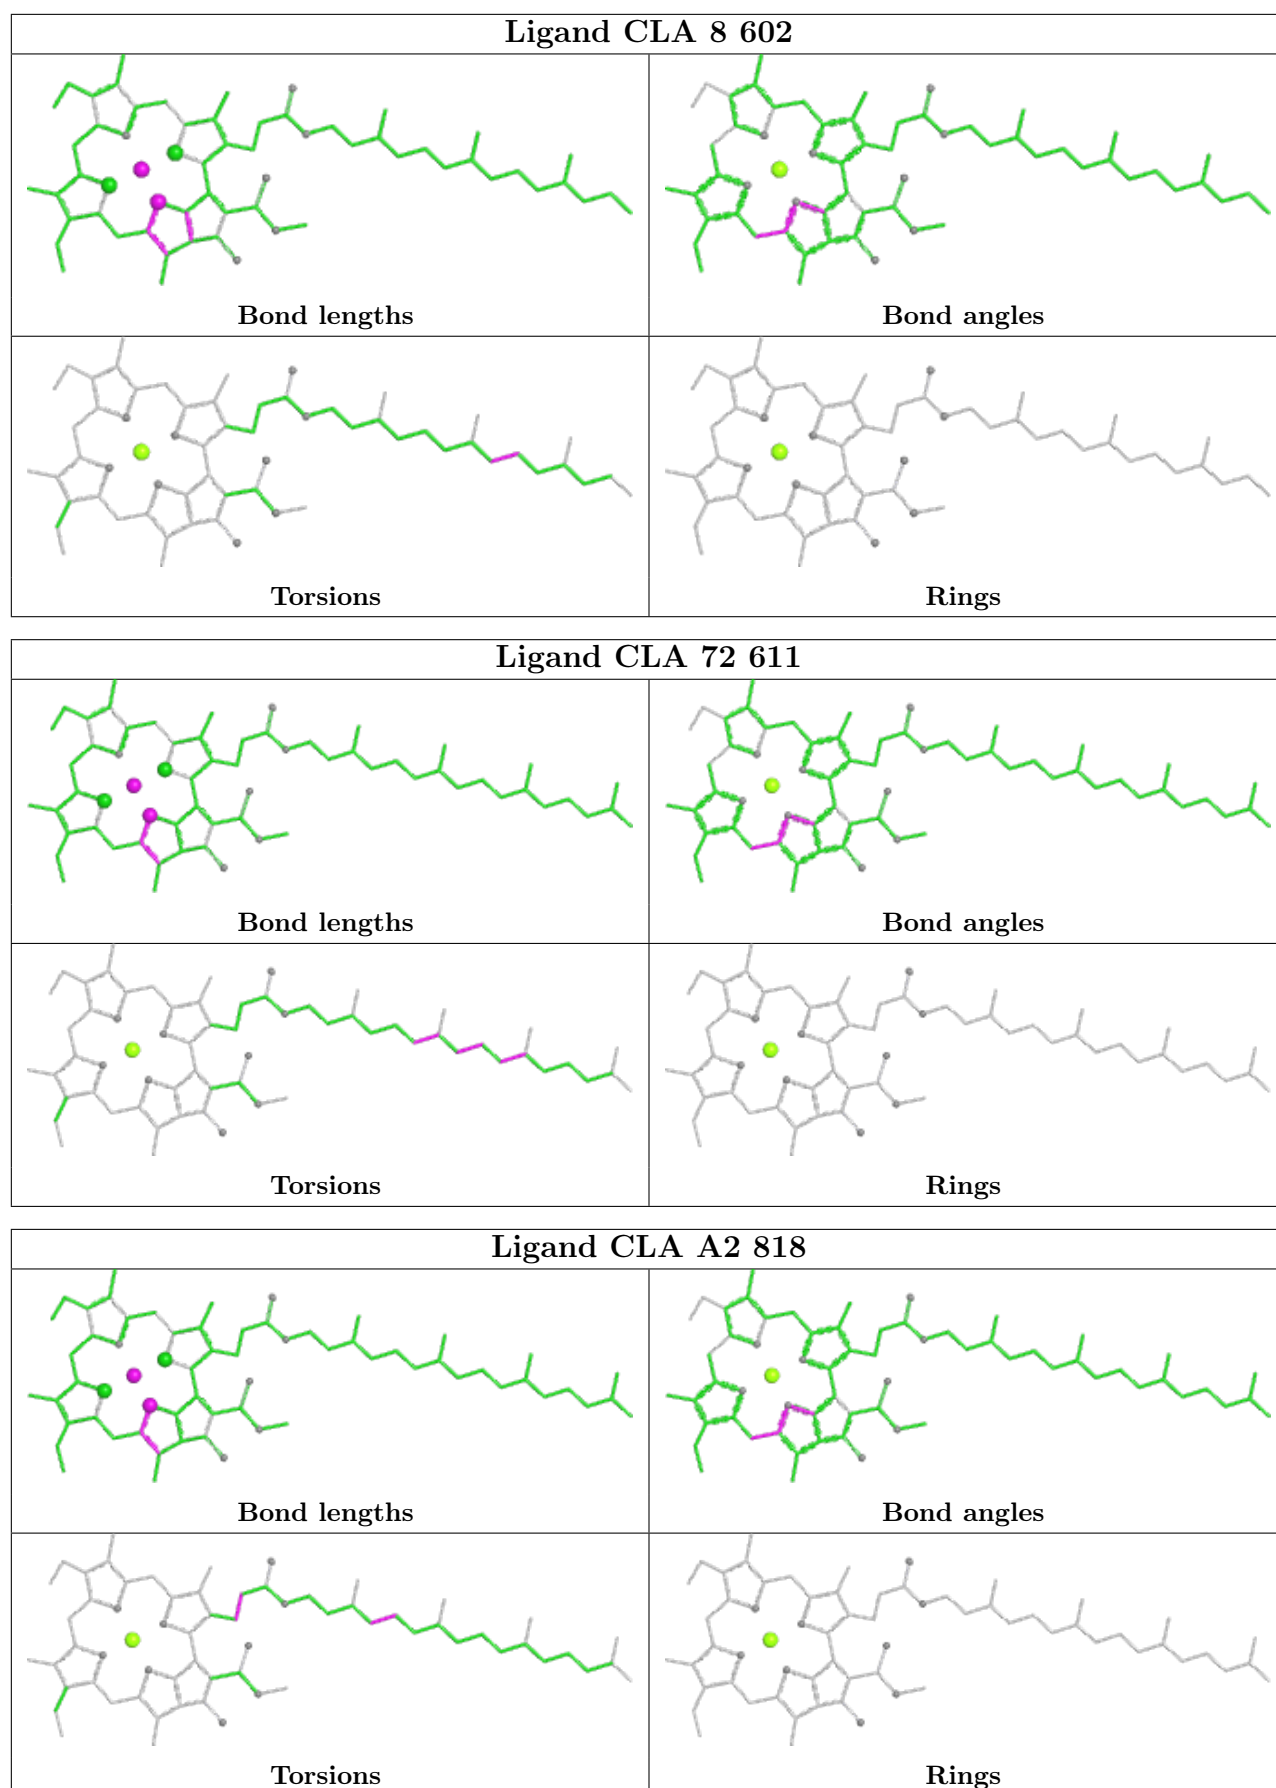 Ligand CLA 8 602
Bond lengths
Bond angles
Torsions
Rings
Ligand CLA 72 611
Bond lengths
Bond angles
Torsions
Rings
Ligand CLA A2 818
Bond lengths
Bond angles
Torsions
Rings